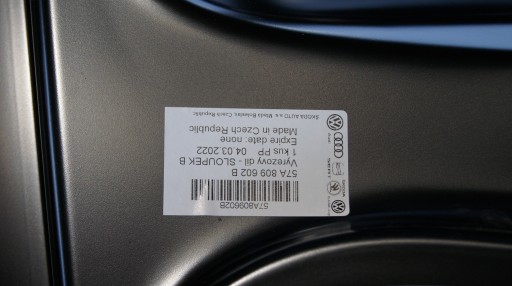 57A809602B
57A 809 602 B
Vyrezovy díl - SLOUPEK B
1 kus PP 04 03 2022
Expire date: none
Made in Czech Republic
ŠKODA AUTO a.s. Mladá Boleslav, Czech Republic